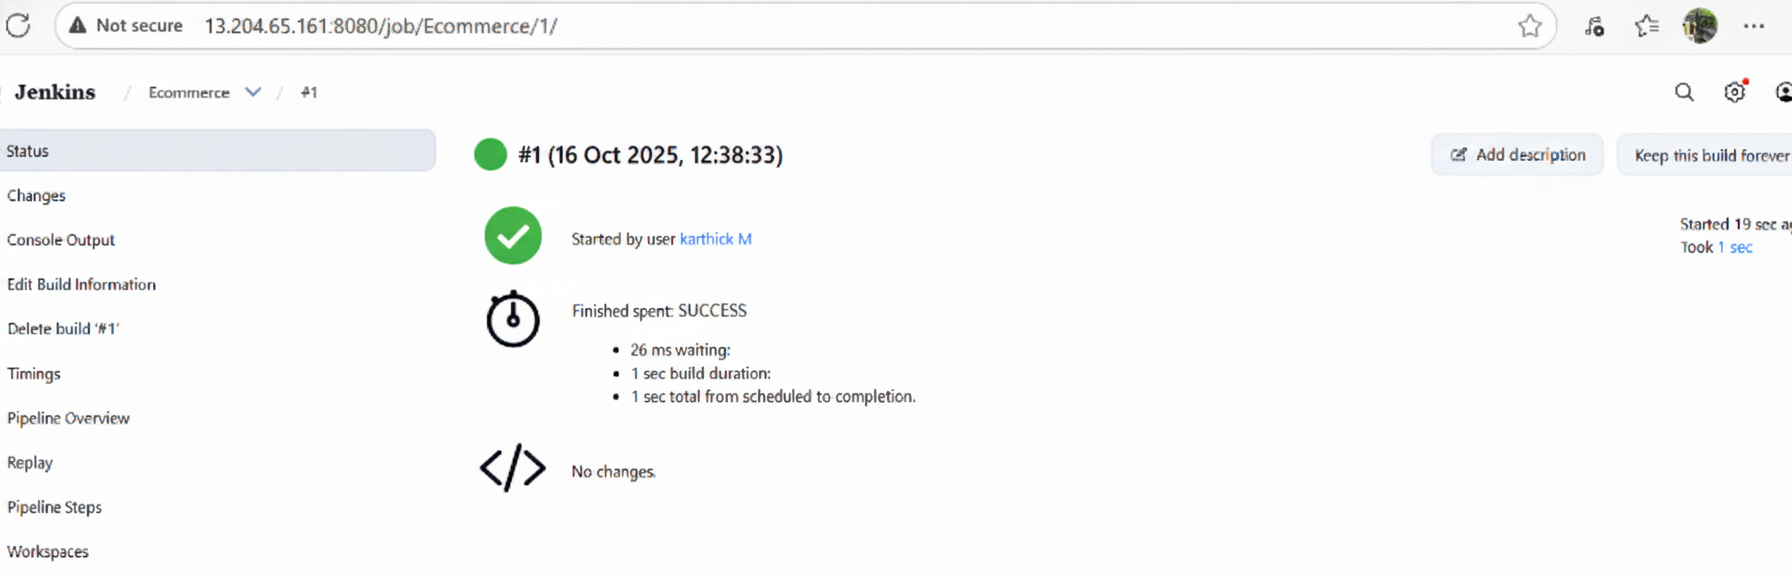 Not secure 13.204.65.161:8080/job/Ecommerce/1/
Jenkins / Ecommerce / #1
Status
Changes
Console Output
Edit Build Information
Delete build '#1'
Timings
Pipeline Overview
Replay
Pipeline Steps
Workspaces
#1 (16 Oct 2025, 12:38:33)
Add description
Keep this build forever
Started 19 sec ag
Took 1 sec
Started by user karthick M
Finished spent: SUCCESS
• 26 ms waiting:
• 1 sec build duration:
• 1 sec total from scheduled to completion.
</> No changes.